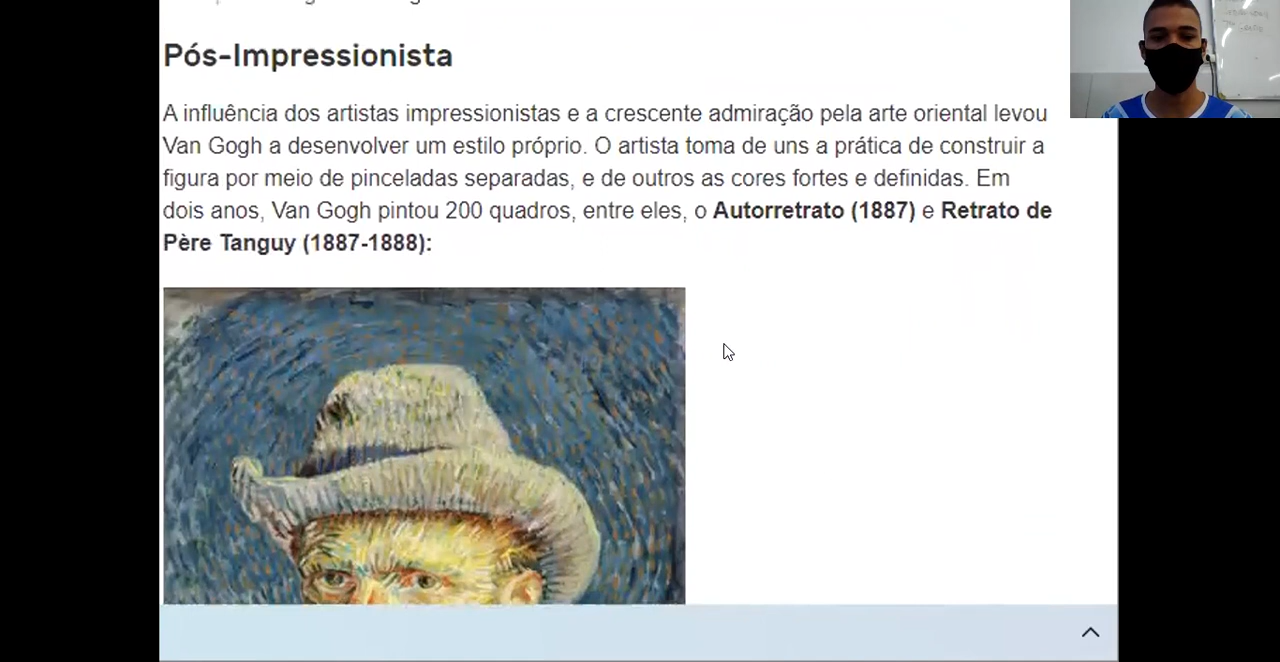 Pós-Impressionista
A influência dos artistas impressionistas e a crescente admiração pela arte oriental levou
Van Gogh a desenvolver um estilo próprio. O artista toma de uns a prática de construir a
figura por meio de pinceladas separadas, e de outros as cores fortes e definidas. Em
dois anos, Van Gogh pintou 200 quadros, entre eles, o Autorretrato (1887) e Retrato de
Père Tanguy (1887-1888):